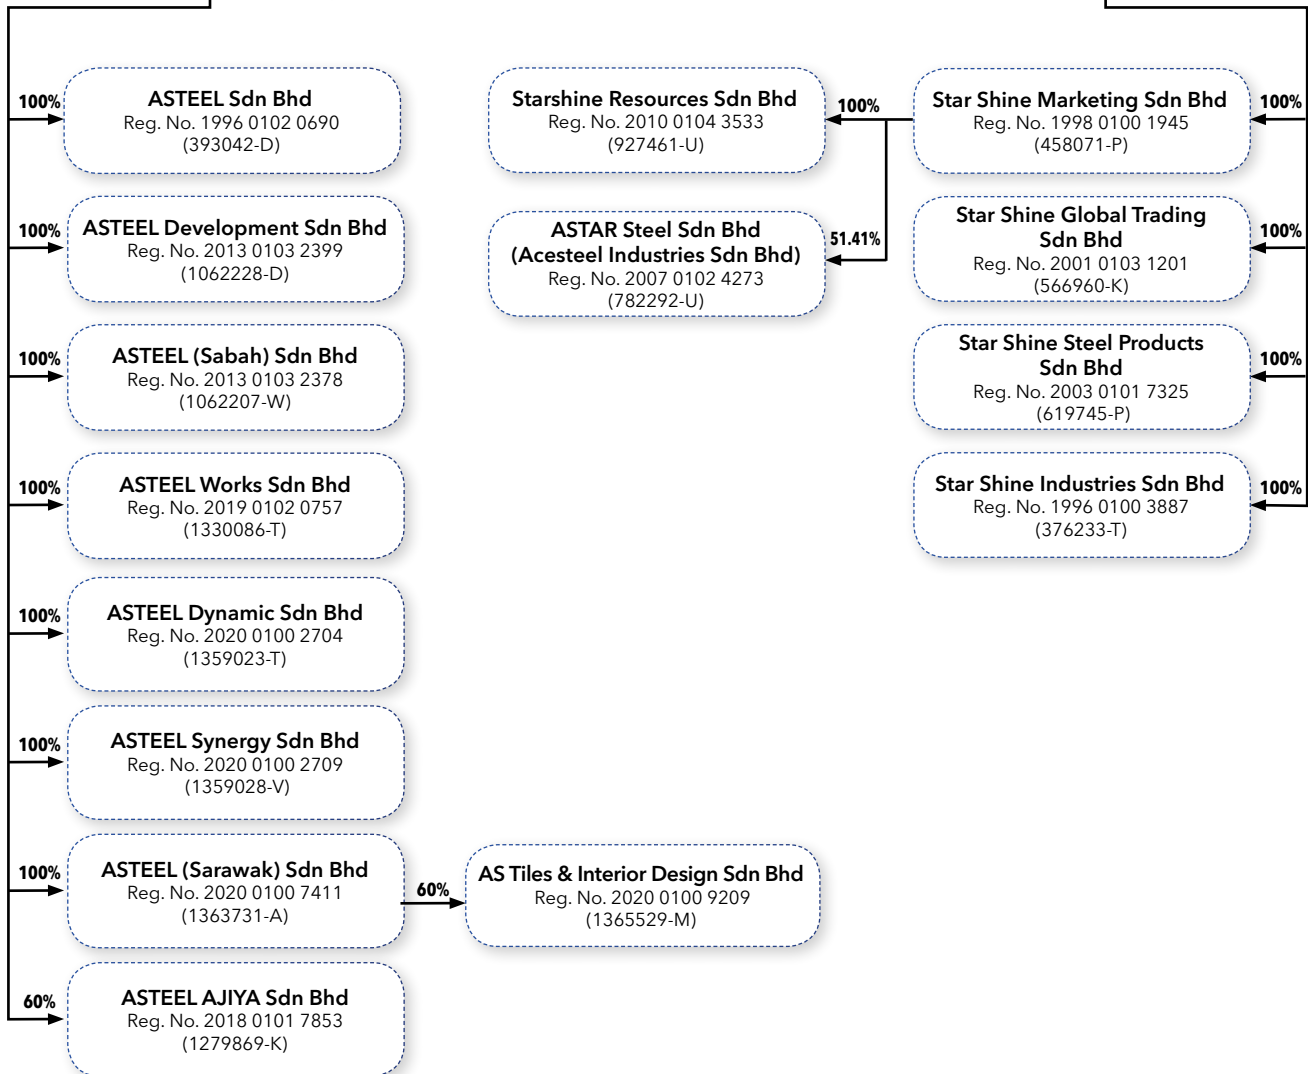 100%
ASTEEL Sdn Bhd
Reg. No. 1996 0102 0690
(393042-D)
100%
ASTEEL Development Sdn Bhd
Reg. No. 2013 0103 2399
(1062228-D)
100%
ASTEEL (Sabah) Sdn Bhd
Reg. No. 2013 0103 2378
(1062207-W)
100%
ASTEEL Works Sdn Bhd
Reg. No. 2019 0102 0757
(1330086-T)
100%
ASTEEL Dynamic Sdn Bhd
Reg. No. 2020 0100 2704
(1359023-T)
100%
ASTEEL Synergy Sdn Bhd
Reg. No. 2020 0100 2709
(1359028-V)
100%
ASTEEL (Sarawak) Sdn Bhd
Reg. No. 2020 0100 7411
(1363731-A)
60%
AS Tiles & Interior Design Sdn Bhd
Reg. No. 2020 0100 9209
(1365529-M)
60%
ASTEEL AJIYA Sdn Bhd
Reg. No. 2018 0101 7853
(1279869-K)
Starshine Resources Sdn Bhd
Reg. No. 2010 0104 3533
(927461-U)
100%
ASTAR Steel Sdn Bhd
(Acesteel Industries Sdn Bhd)
Reg. No. 2007 0102 4273
(782292-U)
51.41%
Star Shine Marketing Sdn Bhd
Reg. No. 1998 0100 1945
(458071-P)
100%
Star Shine Global Trading
Sdn Bhd
Reg. No. 2001 0103 1201
(566960-K)
100%
Star Shine Steel Products
Sdn Bhd
Reg. No. 2003 0101 7325
(619745-P)
100%
Star Shine Industries Sdn Bhd
Reg. No. 1996 0100 3887
(376233-T)
100%